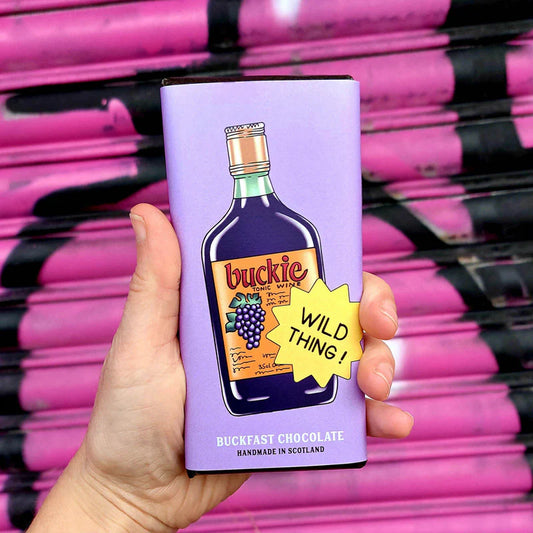 buckie
TONIC WINE
WILD
THING!
BUCKFAST CHOCOLATE
HANDMADE IN SCOTLAND